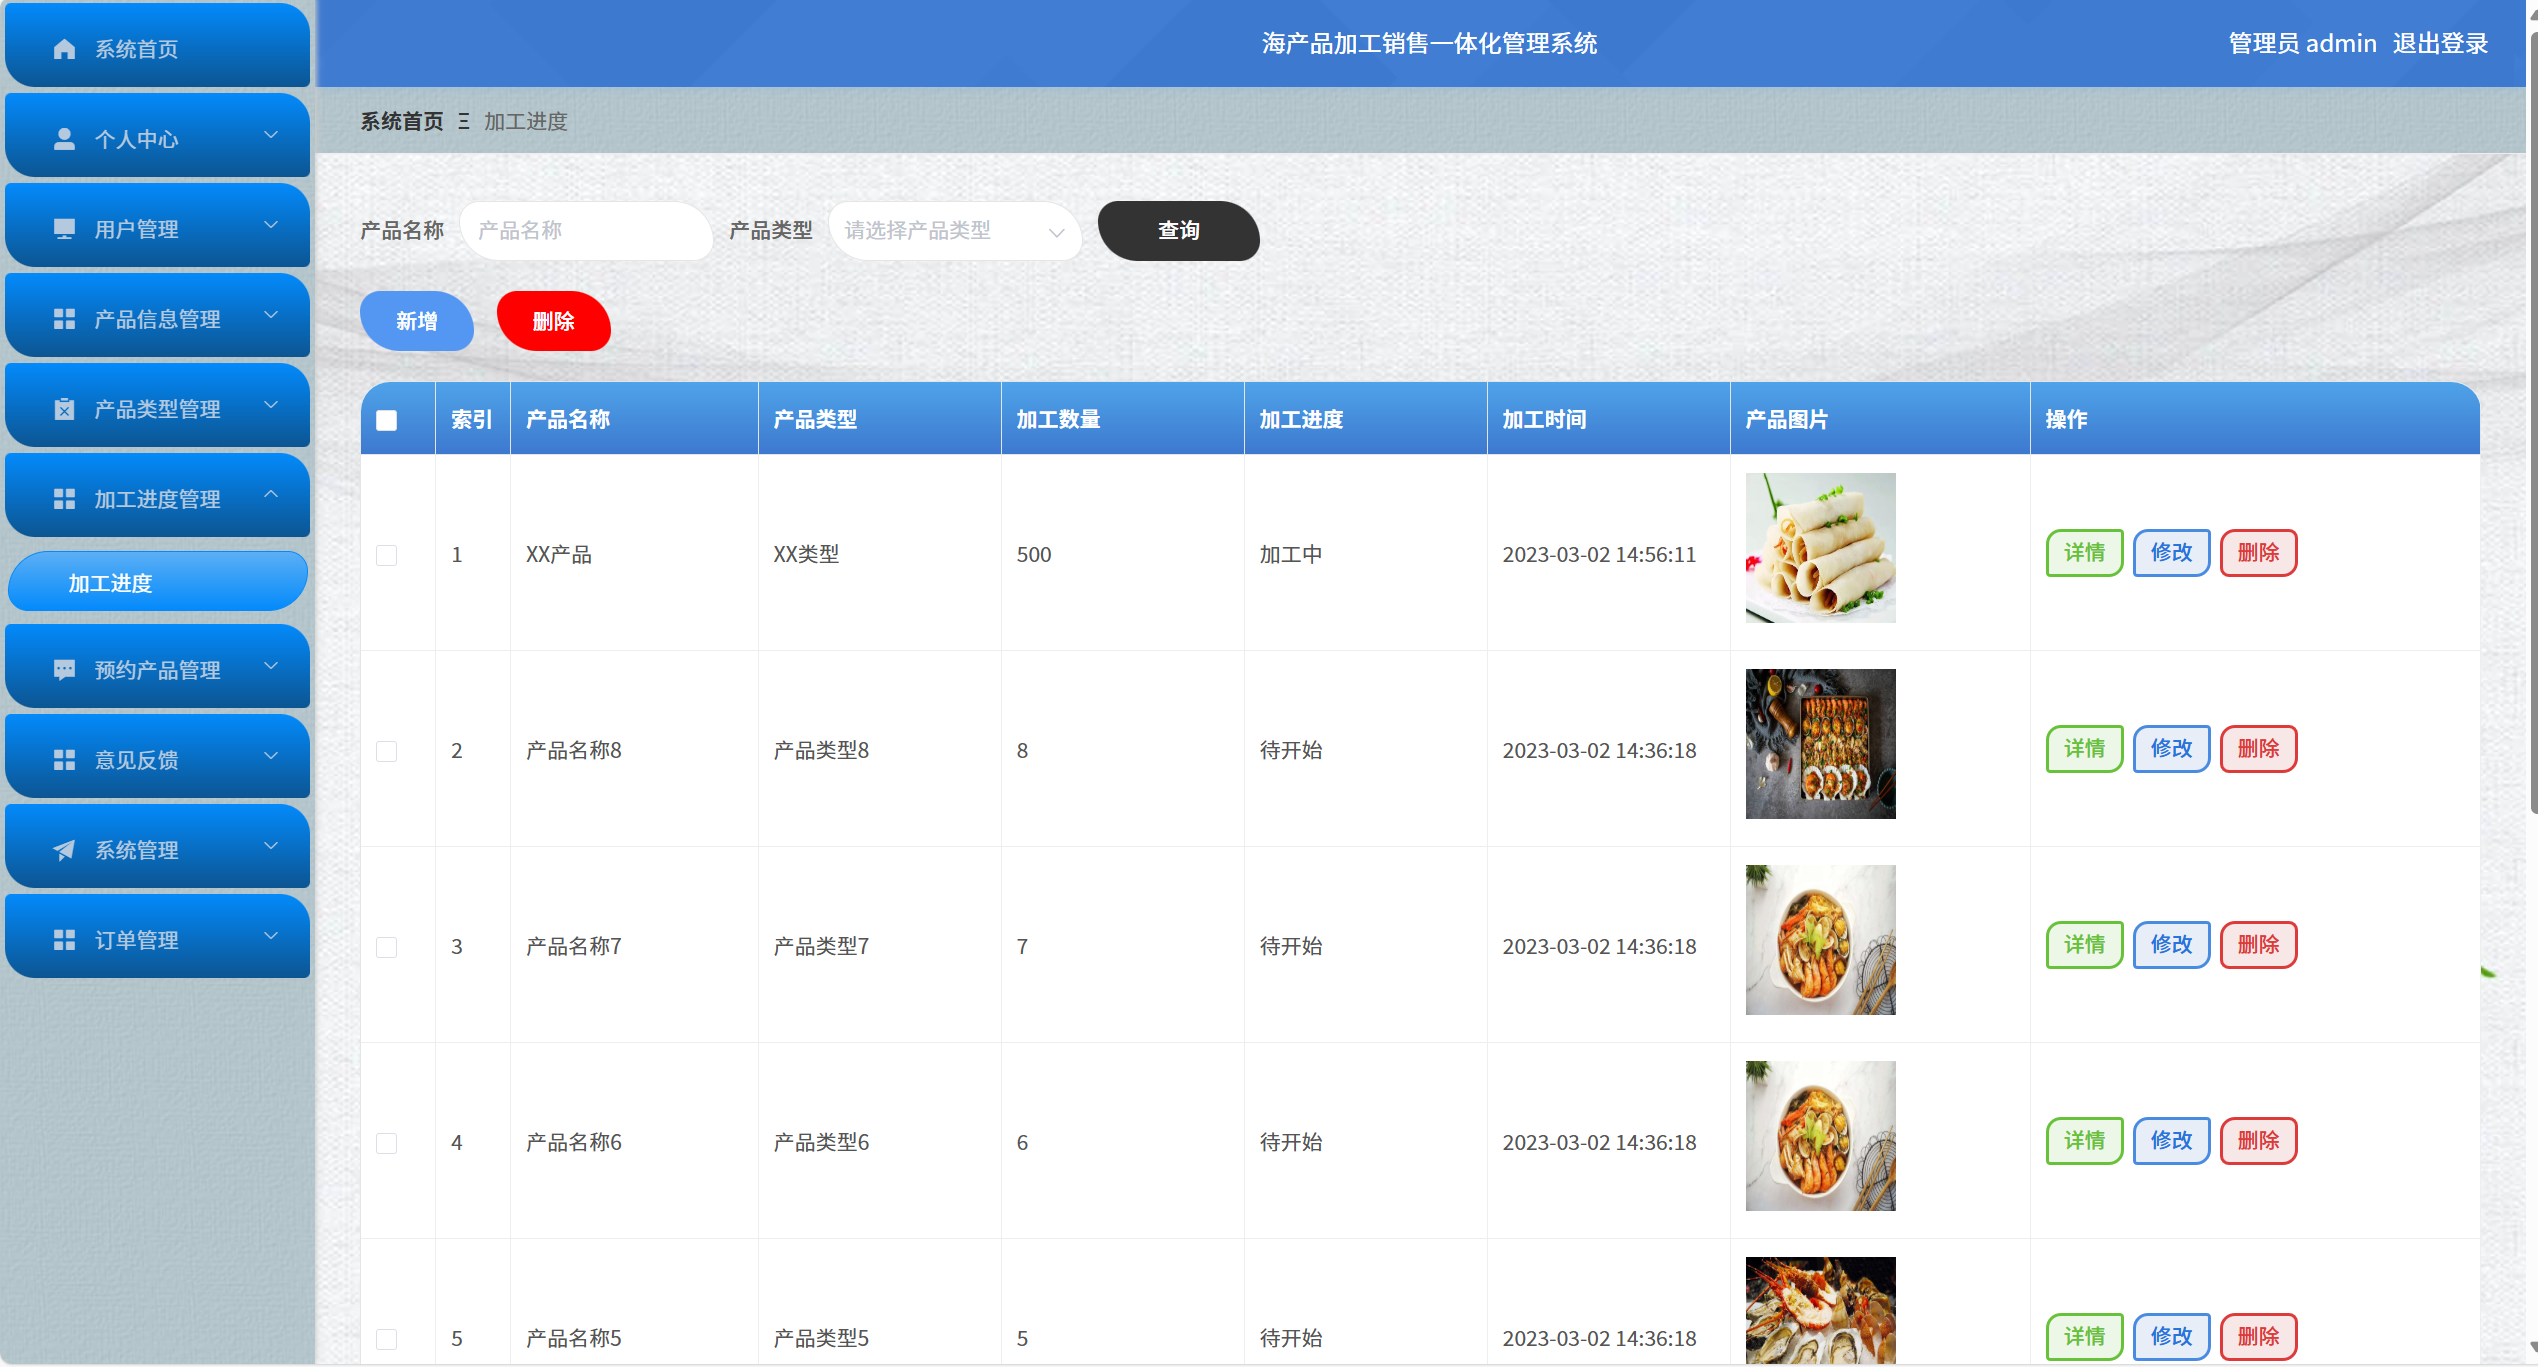 海产品加工销售一体化管理系统
管理员 admin 退出登录
系统首页
个人中心
用户管理
产品信息管理
产品类型管理
加工进度管理
加工进度
预约产品管理
意见反馈
系统管理
订单管理
系统首页 Ξ 加工进度
产品名称 产品名称 产品类型 请选择产品类型 查询
新增 删除
索引 产品名称 产品类型 加工数量 加工进度 加工时间 产品图片 操作
1 XX产品 XX类型 500 加工中 2023-03-02 14:56:11 详情 修改 删除
2 产品名称8 产品类型8 8 待开始 2023-03-02 14:36:18 详情 修改 删除
3 产品名称7 产品类型7 7 待开始 2023-03-02 14:36:18 详情 修改 删除
4 产品名称6 产品类型6 6 待开始 2023-03-02 14:36:18 详情 修改 删除
5 产品名称5 产品类型5 5 待开始 2023-03-02 14:36:18 详情 修改 删除